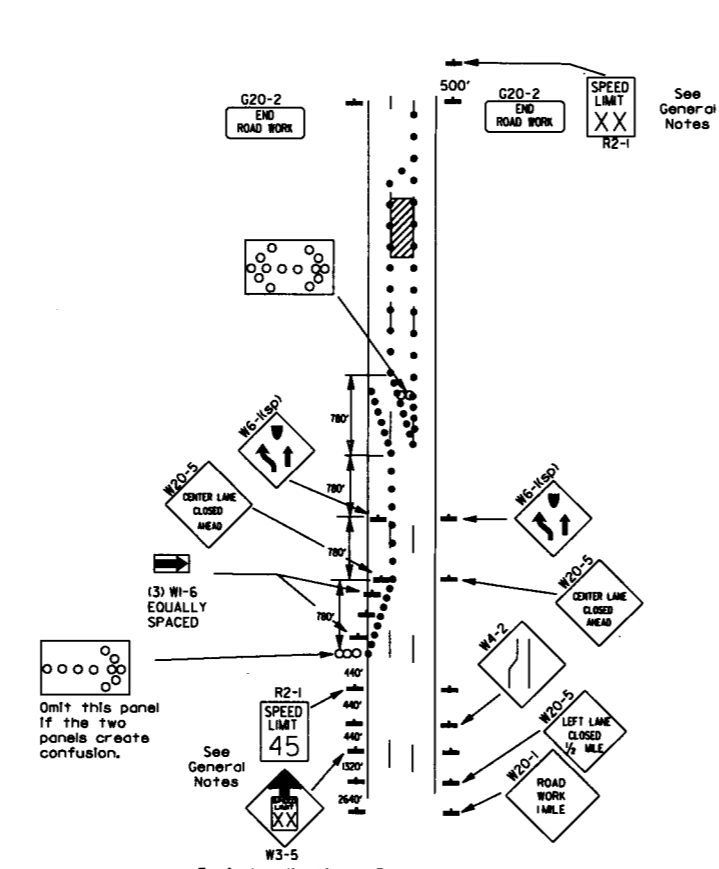 500'
G20-2
END
ROAD WORK
G20-2
END
ROAD WORK
SPEED
LIMIT
XX
R2-1
See
General
Notes
780'
W6-1(sp)
780'
W20-5
CENTER LANE
CLOSED
AHEAD
W6-1(sp)
780'
W20-5
CENTER LANE
CLOSED
AHEAD
(3) W1-6
EQUALLY
SPACED
780'
Omit this panel
if the two
panels create
confusion.
440'
R2-1
SPEED
LIMIT
45
440'
440'
1320'
2640'
W4-2
W20-5
LEFT LANE
CLOSED
1/2 MILE
W20-1
ROAD
WORK
1 MILE
See
General
Notes
SPEED
LIMIT
XX
W3-5